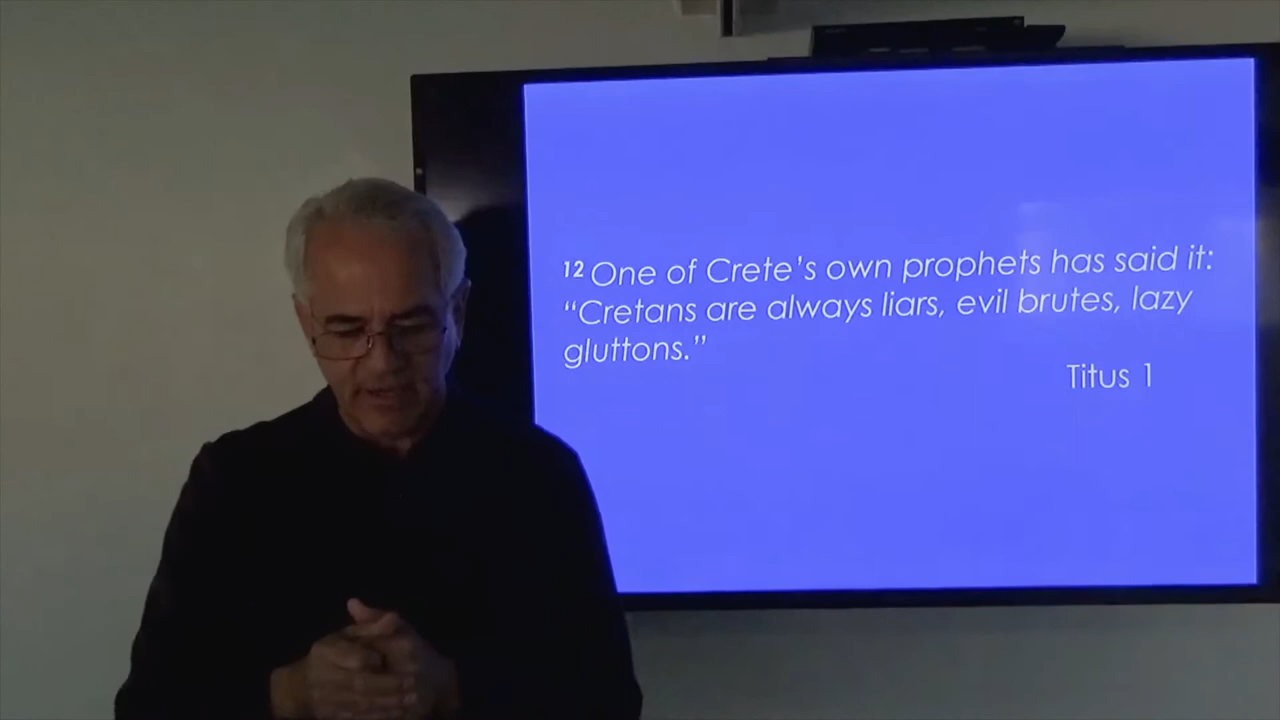 12 One of Crete’s own prophets has said it:
“Cretans are always liars, evil brutes, lazy
gluttons.”
Titus 1